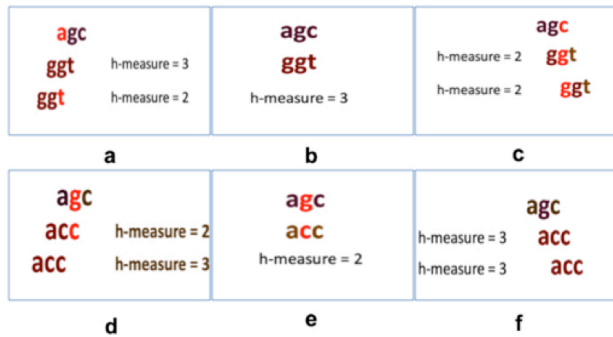 agc
ggt h-measure = 3
ggt h-measure = 2
a
agc
ggt
h-measure = 3
b
agc
h-measure = 2 ggt
h-measure = 2 ggt
c
agc
acc h-measure = 2
acc h-measure = 3
d
agc
acc
h-measure = 2
e
agc
h-measure = 3 acc
h-measure = 3 acc
f